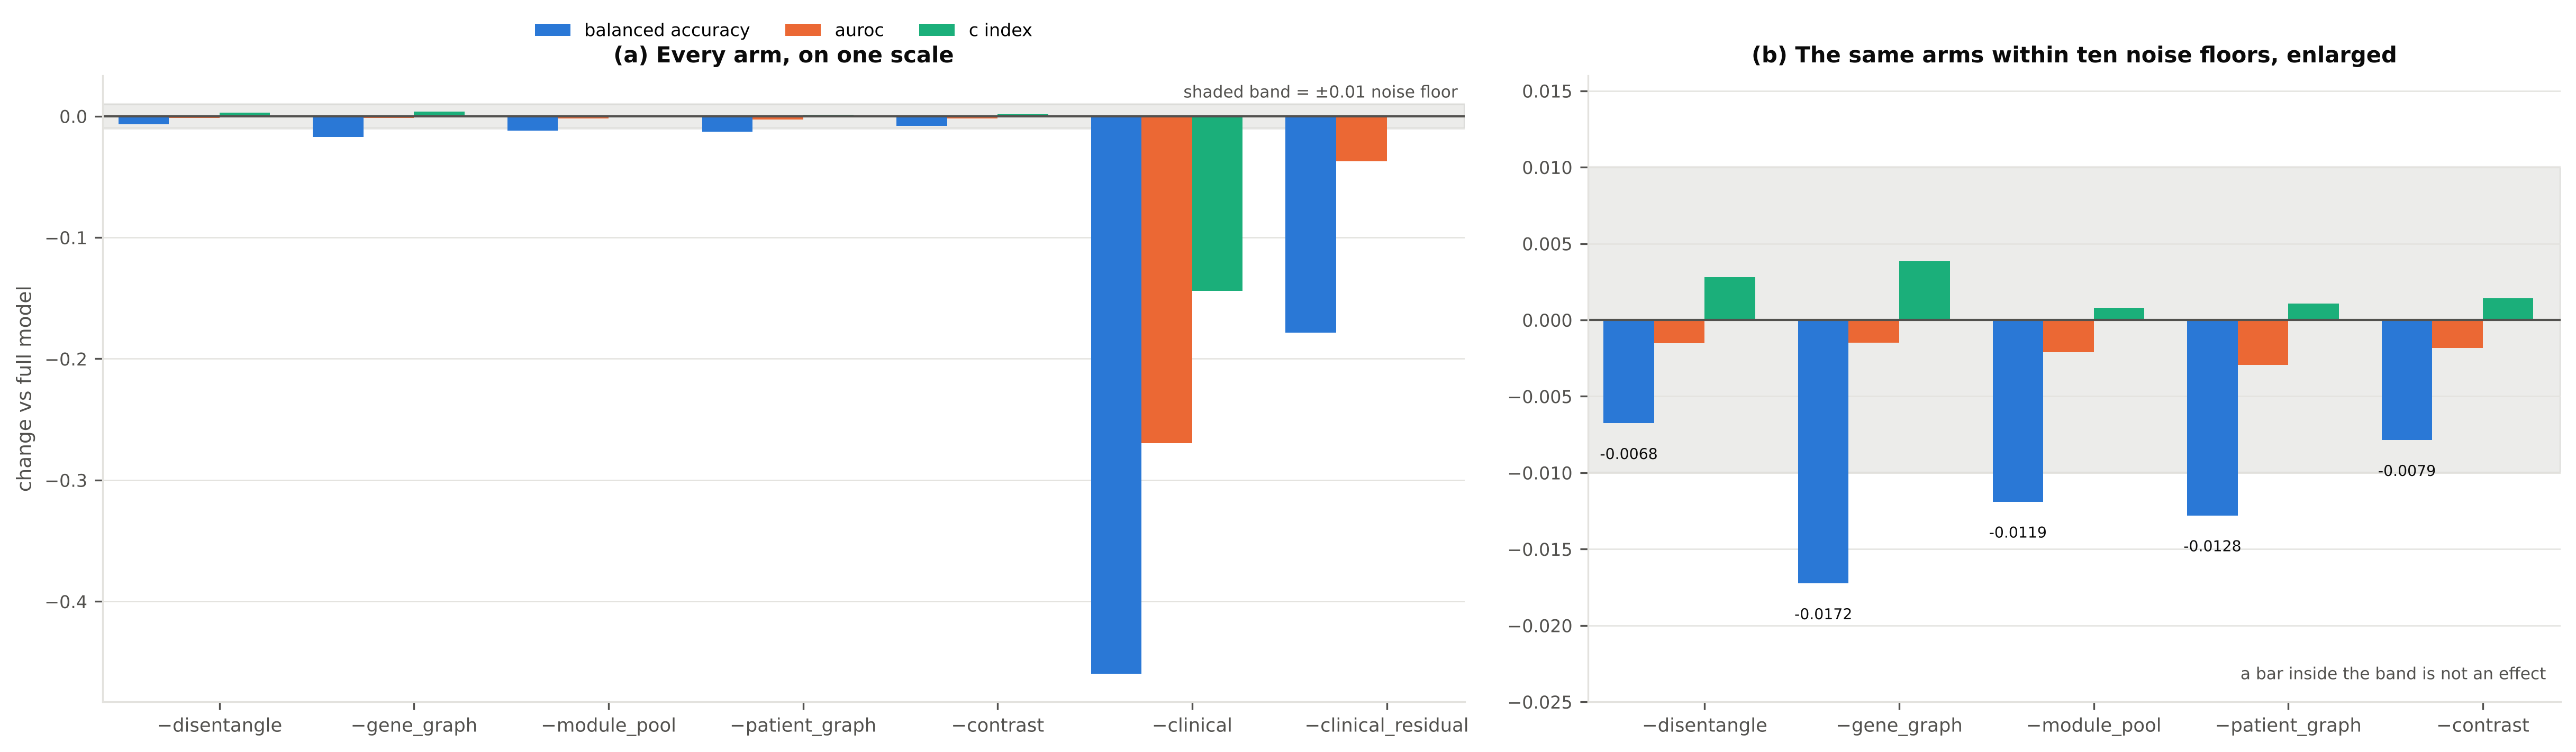 balanced accuracy
auroc
c index
(a) Every arm, on one scale
shaded band = ±0.01 noise floor
change vs full model
0.0
−0.1
−0.2
−0.3
−0.4
−disentangle
−gene_graph
−module_pool
−patient_graph
−contrast
−clinical
−clinical_residual
(b) The same arms within ten noise floors, enlarged
0.015
0.010
0.005
0.000
−0.005
−0.010
−0.015
−0.020
−0.025
-0.0068
-0.0172
-0.0119
-0.0128
-0.0079
a bar inside the band is not an effect
−disentangle
−gene_graph
−module_pool
−patient_graph
−contrast